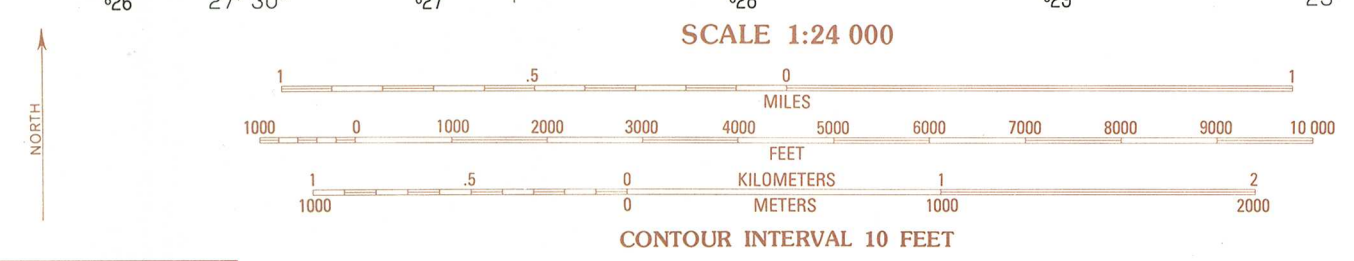 SCALE 1:24 000
1 .5 0 1
MILES
1000 0 1000 2000 3000 4000 5000 6000 7000 8000 9000 10 000
FEET
1 .5 0 KILOMETERS 1 2
1000 0 METERS 1000 2000
CONTOUR INTERVAL 10 FEET
NORTH